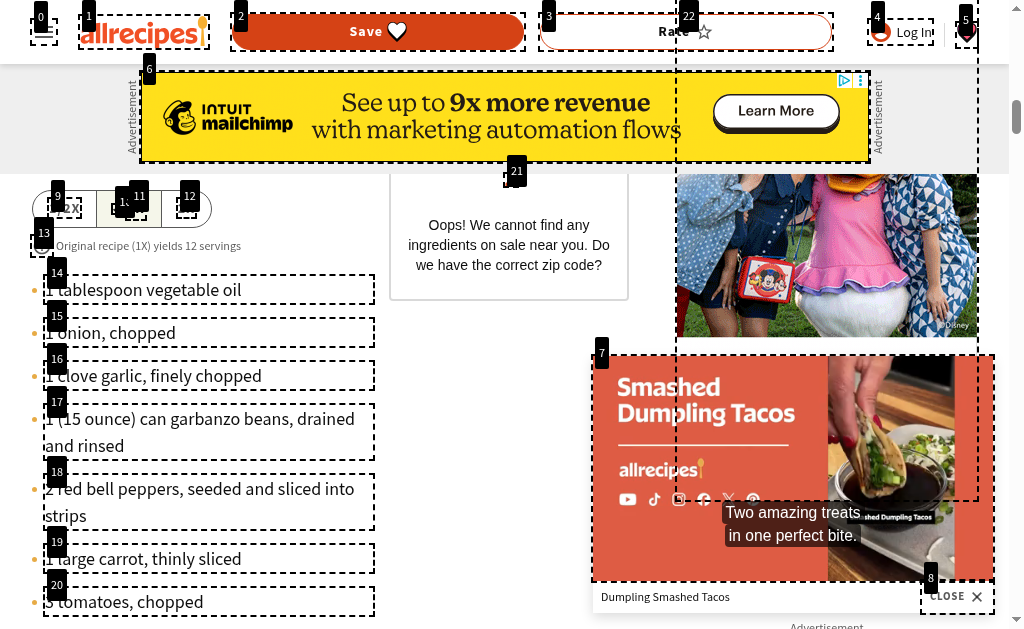 0
1
2
3
22
4
5
allrecipes
Save
Rate
Log In
6
Advertisement
INTUIT
mailchimp
See up to 9x more revenue
with marketing automation flows
Learn More
Advertisement
21
9
11
12
1/2X
13
Original recipe (1X) yields 12 servings
Oops! We cannot find any
ingredients on sale near you. Do
we have the correct zip code?
©Disney
14
1 tablespoon vegetable oil
15
1 onion, chopped
16
1 clove garlic, finely chopped
17
1 (15 ounce) can garbanzo beans, drained
and rinsed
18
2 red bell peppers, seeded and sliced into
strips
19
1 large carrot, thinly sliced
20
3 tomatoes, chopped
7
Smashed
Dumpling Tacos
allrecipes
Two amazing treats
in one perfect bite.
Dumpling Tacos
8
Dumpling Smashed Tacos
CLOSE
Advertisement